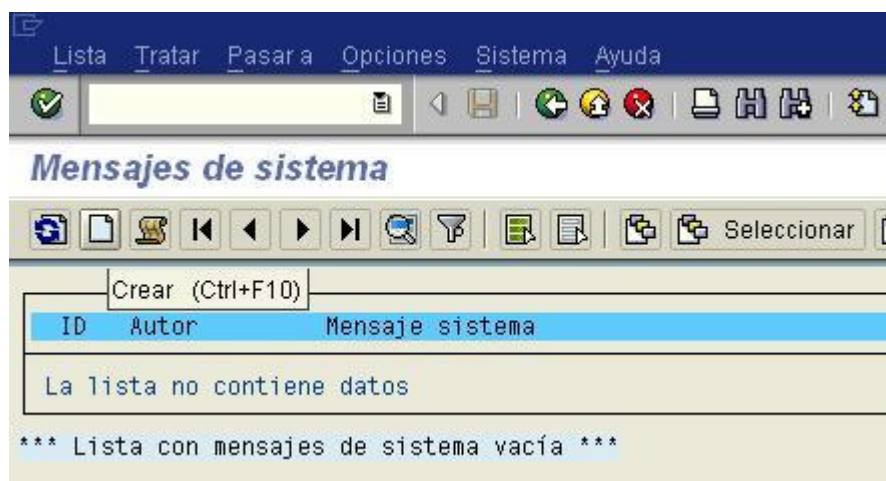 Lista Tratar Pasar a Opciones Sistema Ayuda
Mensajes de sistema
Seleccionar
Crear (Ctrl+F10)
ID Autor Mensaje sistema
La lista no contiene datos
*** Lista con mensajes de sistema vacía ***